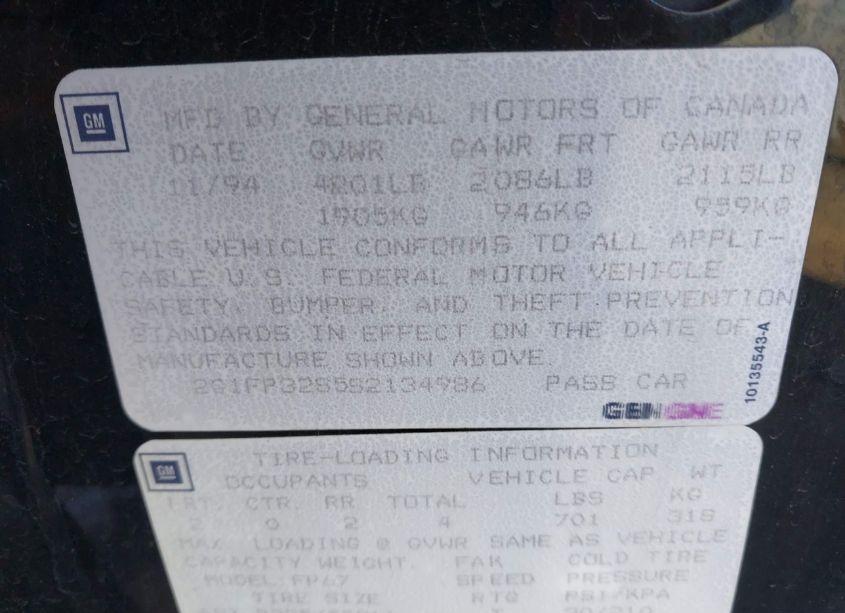 GM
MFD BY GENERAL MOTORS OF CANADA
DATE GVWR GAWR FRT GAWR RR
11/94 4201LB 2086LB 2115LB
1905KG 946KG 959KG
THIS VEHICLE CONFORMS TO ALL APPLI-
CABLE U.S. FEDERAL MOTOR VEHICLE
SAFETY, BUMPER, AND THEFT PREVENTION
STANDARDS IN EFFECT ON THE DATE OF
MANUFACTURE SHOWN ABOVE.
2G1FP32S5S2134986 PASS CAR
GENUINE
10135543-A
GM
TIRE-LOADING INFORMATION
OCCUPANTS VEHICLE CAP WT
FRT. CTR. RR TOTAL LBS KG
2 0 2 4 701 318
MAX. LOADING @ GVWR SAME AS VEHICLE
CAPACITY WEIGHT. FAK COLD TIRE
MODEL:FP67 SPEED PRESSURE
TIRE SIZE RTG PSI/KPA